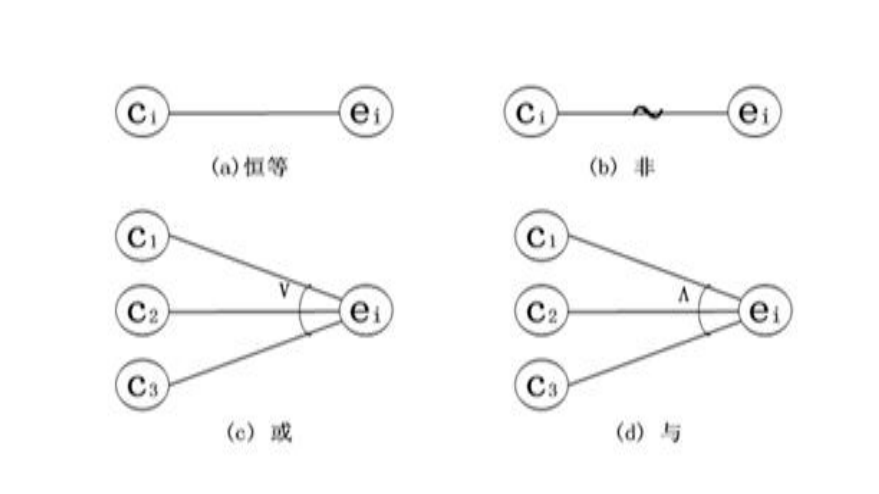 ci ei ci ~ ei
(a)恒等 (b) 非
c1 c1
V Λ
c2 ei c2 ei
c3 c3
(c) 或 (d) 与